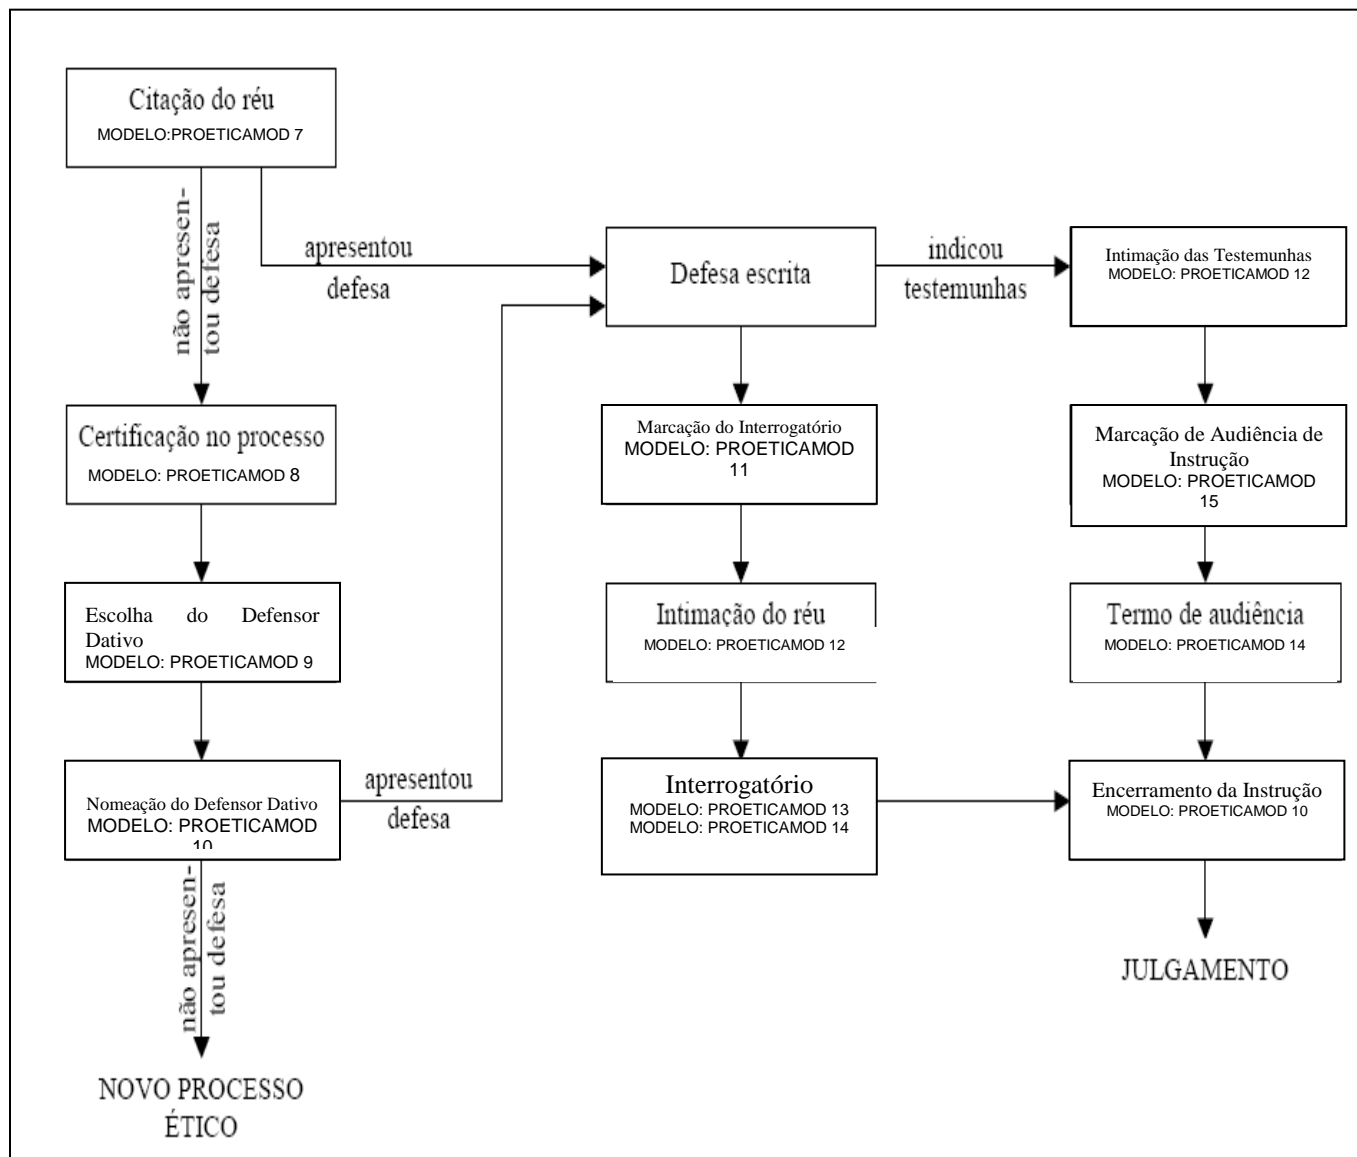 Citação do réu
MODELO:PROETICAMOD 7
não apresen-
tou defesa
apresentou
defesa
Defesa escrita
indicou
testemunhas
Intimação das Testemunhas
MODELO: PROETICAMOD 12
Certificação no processo
MODELO: PROETICAMOD 8
Marcação do Interrogatório
MODELO: PROETICAMOD
11
Marcação de Audiência de
Instrução
MODELO: PROETICAMOD
15
Escolha do Defensor
Dativo
MODELO: PROETICAMOD 9
Intimação do réu
MODELO: PROETICAMOD 12
Termo de audiência
MODELO: PROETICAMOD 14
Nomeação do Defensor Dativo
MODELO: PROETICAMOD
10
apresentou
defesa
Interrogatório
MODELO: PROETICAMOD 13
MODELO: PROETICAMOD 14
Encerramento da Instrução
MODELO: PROETICAMOD 10
não apresen-
tou defesa
JULGAMENTO
NOVO PROCESSO
ÉTICO